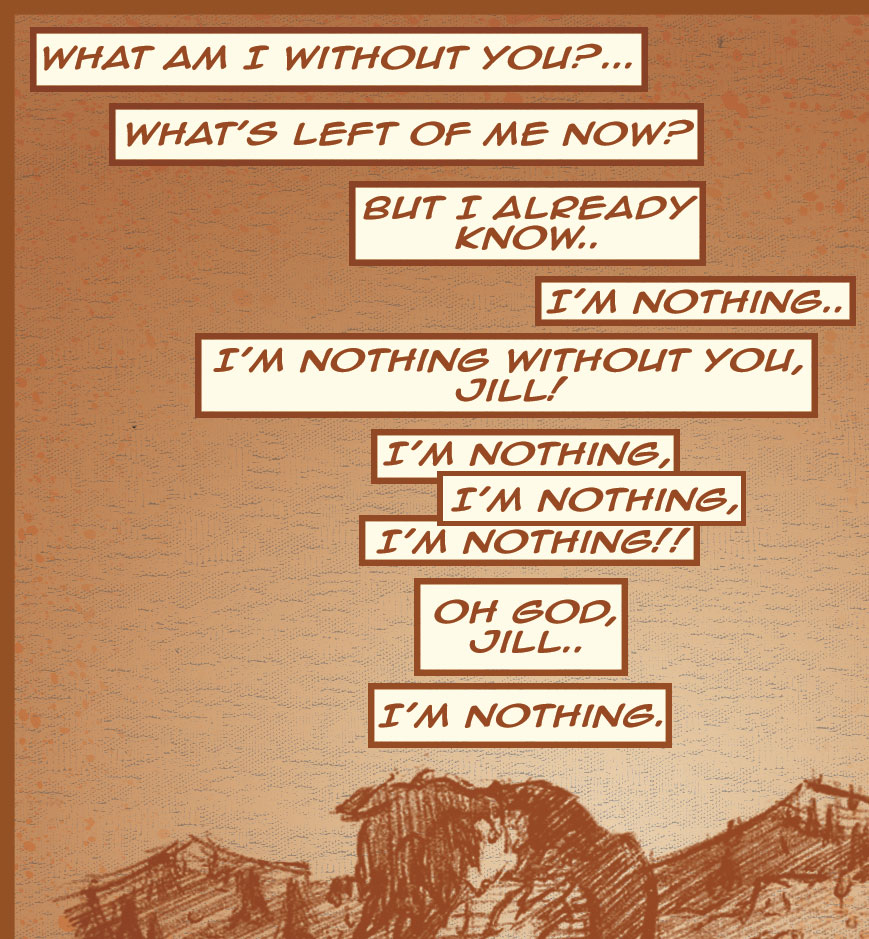 WHAT AM I WITHOUT YOU?...
WHAT'S LEFT OF ME NOW?
BUT I ALREADY
KNOW..
I'M NOTHING..
I'M NOTHING WITHOUT YOU,
JILL!
I'M NOTHING,
I'M NOTHING,
I'M NOTHING!!
OH GOD,
JILL..
I'M NOTHING.